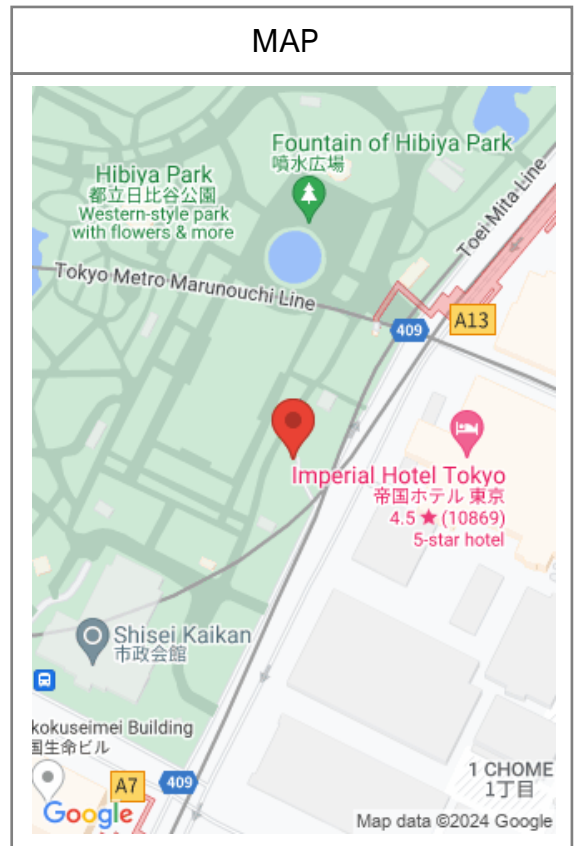 MAP
Fountain of Hibiya Park
噴水広場
Hibiya Park
都立日比谷公園
Western-style park
with flowers & more
Toei Mita Line
Tokyo Metro Marunouchi Line
A13
409
Imperial Hotel Tokyo
帝国ホテル 東京
4.5 ★ (10869)
5-star hotel
Shisei Kaikan
市政会館
kokuseimei Building
国生命ビル
1 CHOME
1丁目
A7
409
Google
Map data ©2024 Google